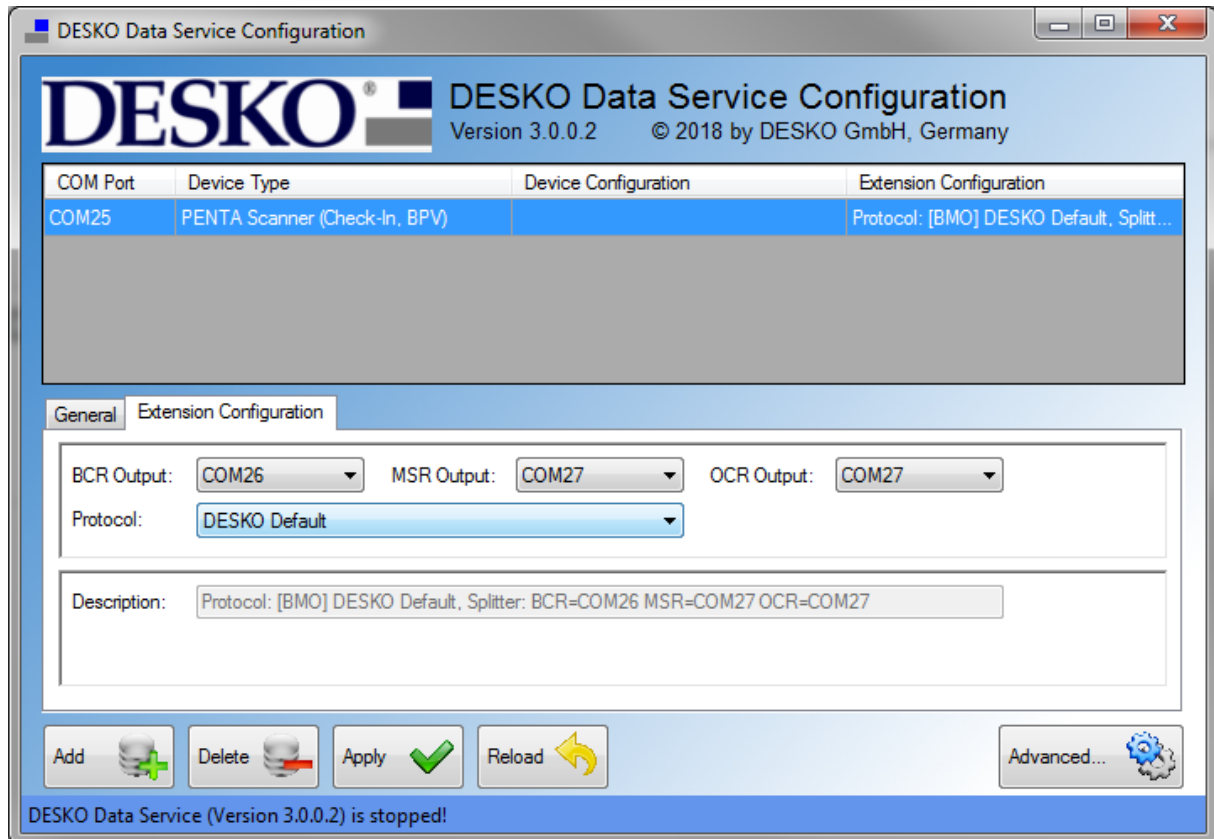 DESKO Data Service Configuration
DESKO® DESKO Data Service Configuration
Version 3.0.0.2 © 2018 by DESKO GmbH, Germany
COM Port Device Type Device Configuration Extension Configuration
COM25 PENTA Scanner (Check-In, BPV) Protocol: [BMO] DESKO Default, Splitt...
General Extension Configuration
BCR Output: COM26 MSR Output: COM27 OCR Output: COM27
Protocol: DESKO Default
Description: Protocol: [BMO] DESKO Default, Splitter: BCR=COM26 MSR=COM27 OCR=COM27
Add Delete Apply Reload Advanced...
DESKO Data Service (Version 3.0.0.2) is stopped!